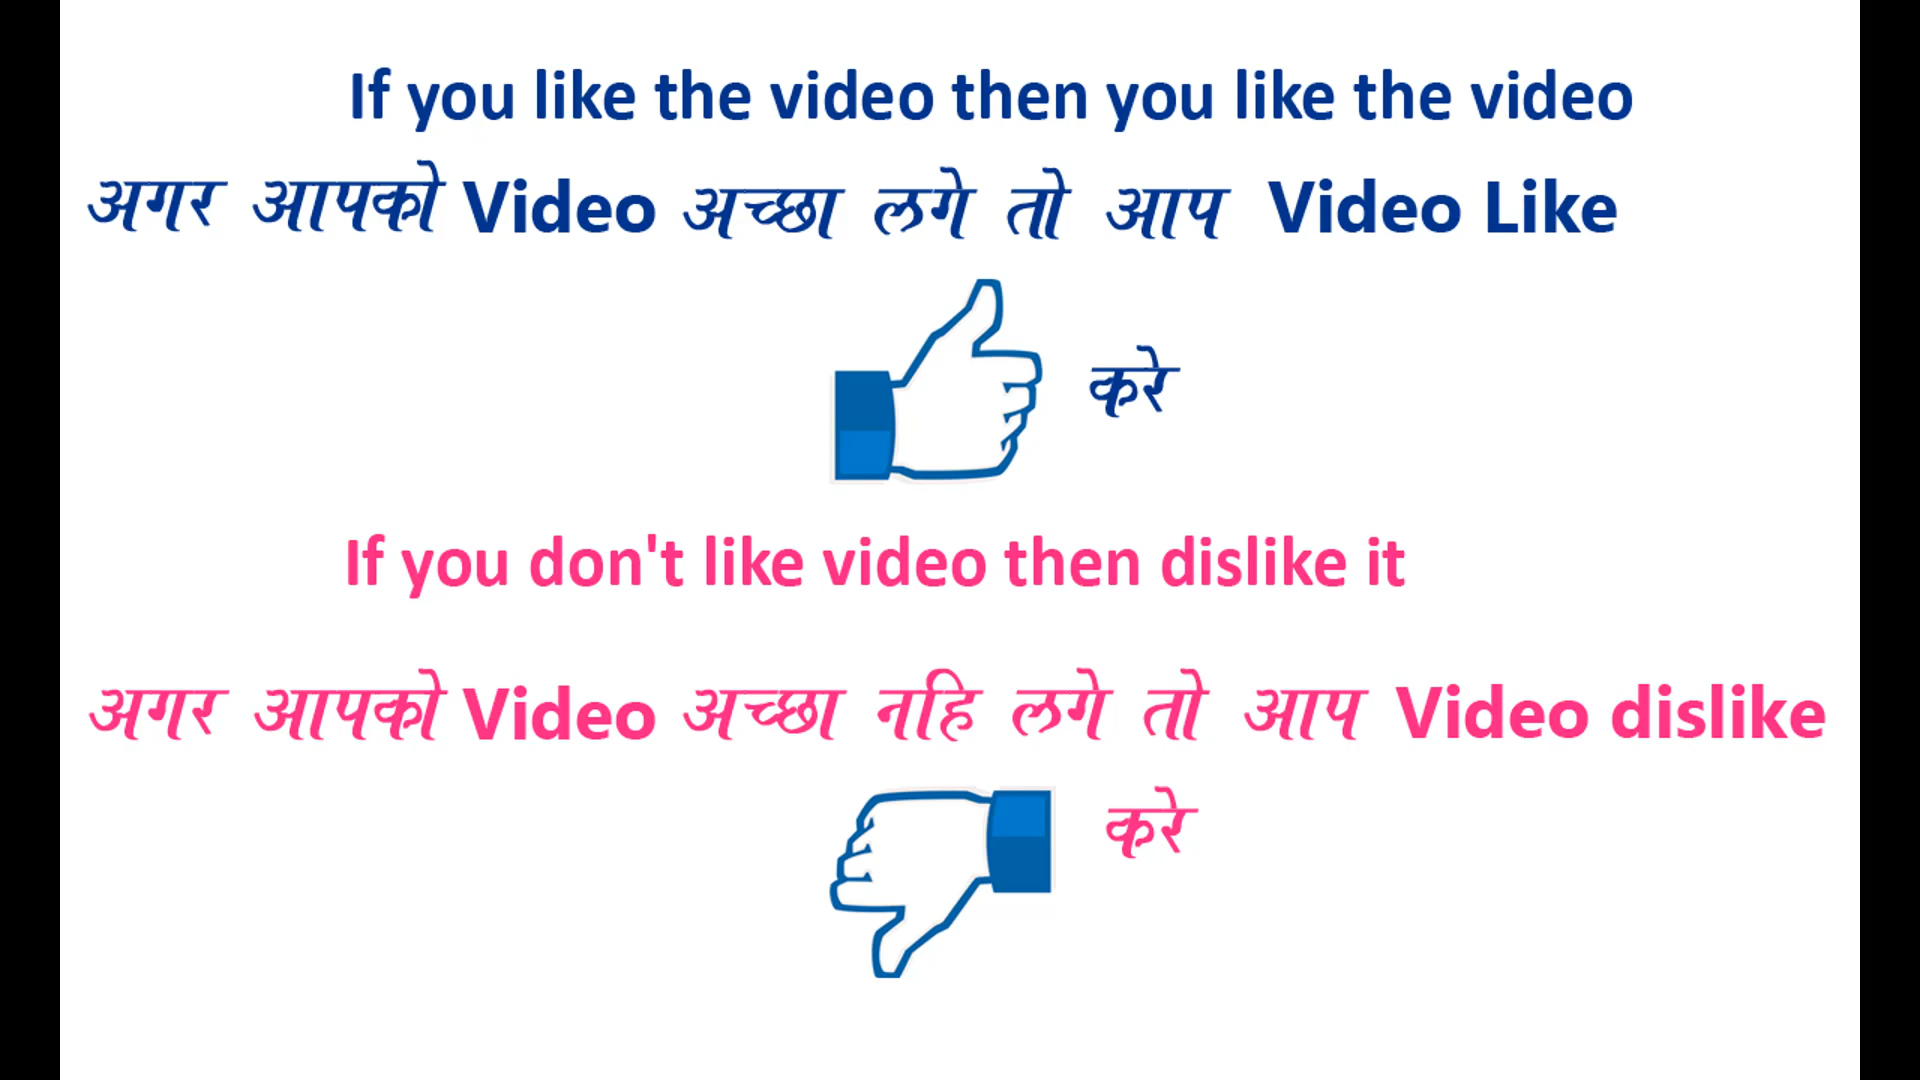 If you like the video then you like the video
अगर आपको Video अच्छा लगे तो आप Video Like
करे
If you don't like video then dislike it
अगर आपको Video अच्छा नहि लगे तो आप Video dislike
करे